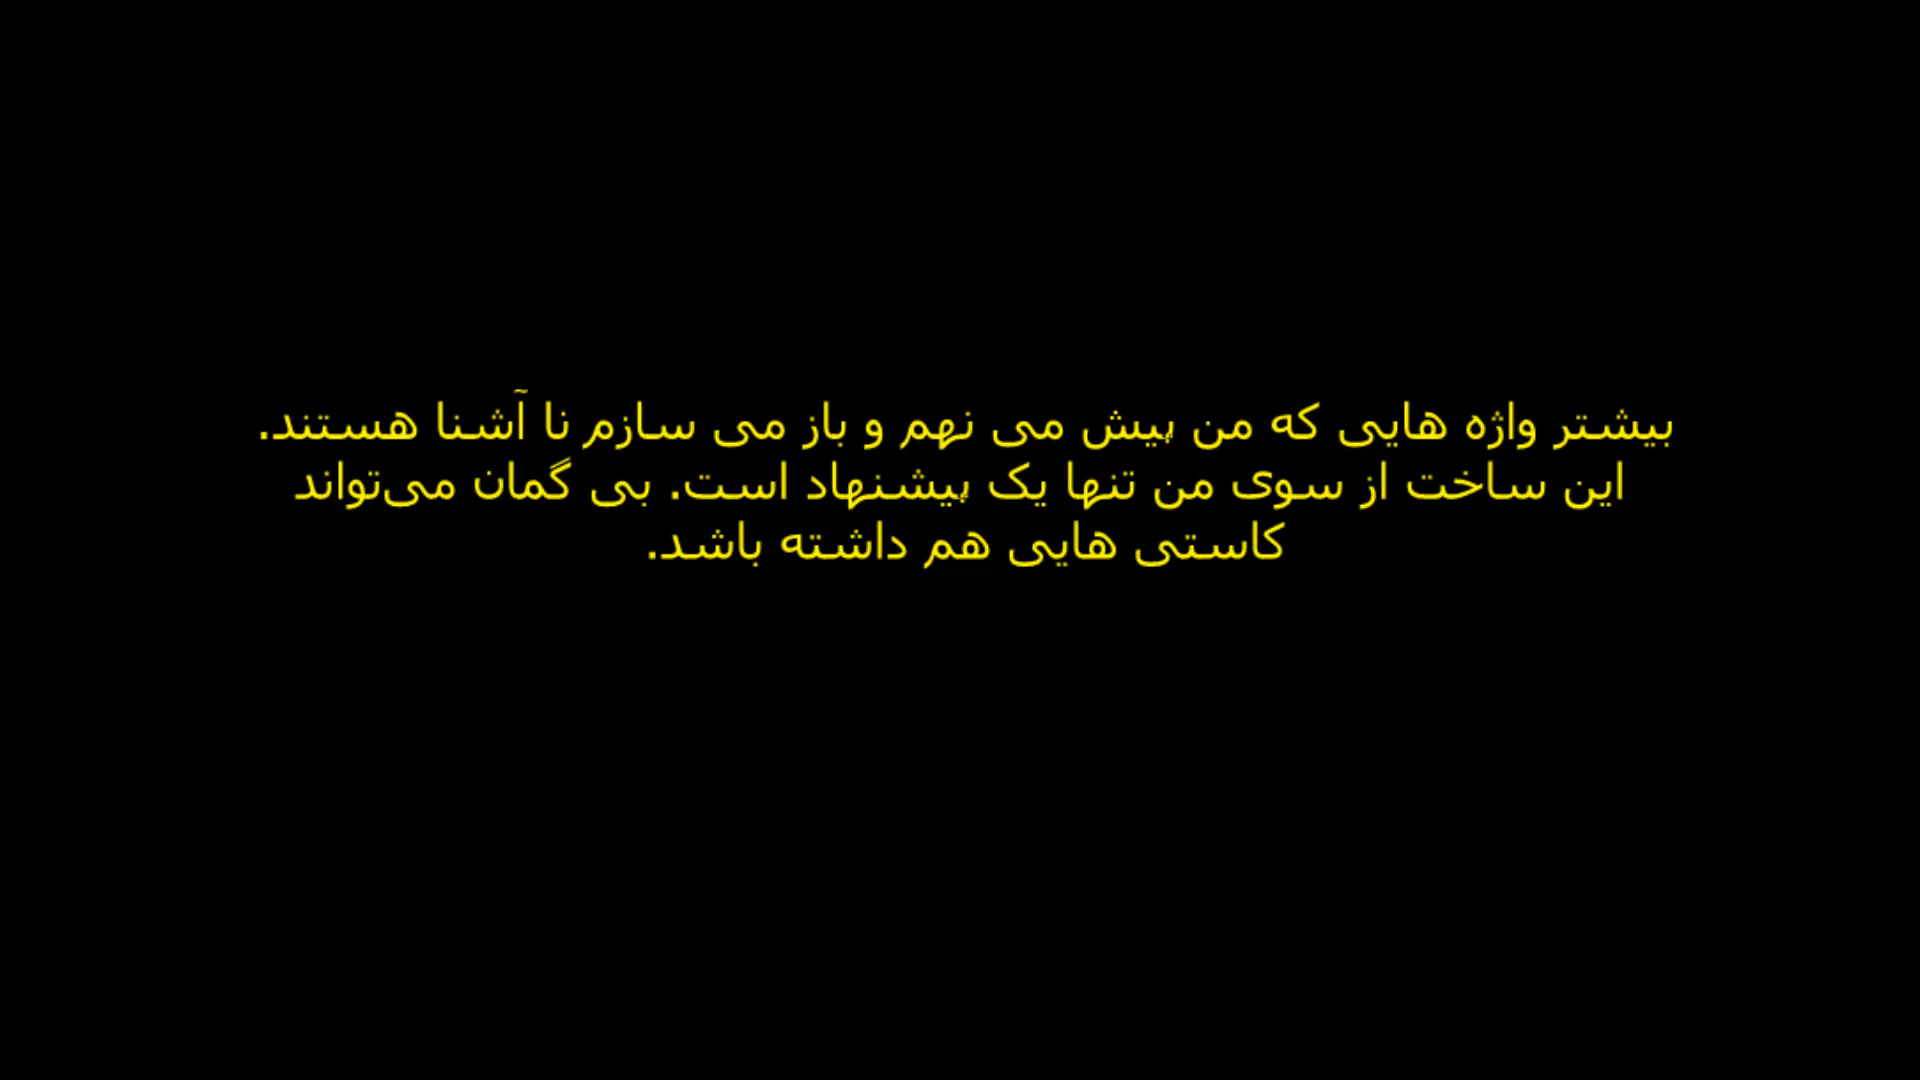 بیشتر واژه هایی که من پیش می نهم و باز می سازم نا آشنا هستند.
این ساخت از سوی من تنها یک پیشنهاد است. بی گمان می‌تواند
کاستی هایی هم داشته باشد.